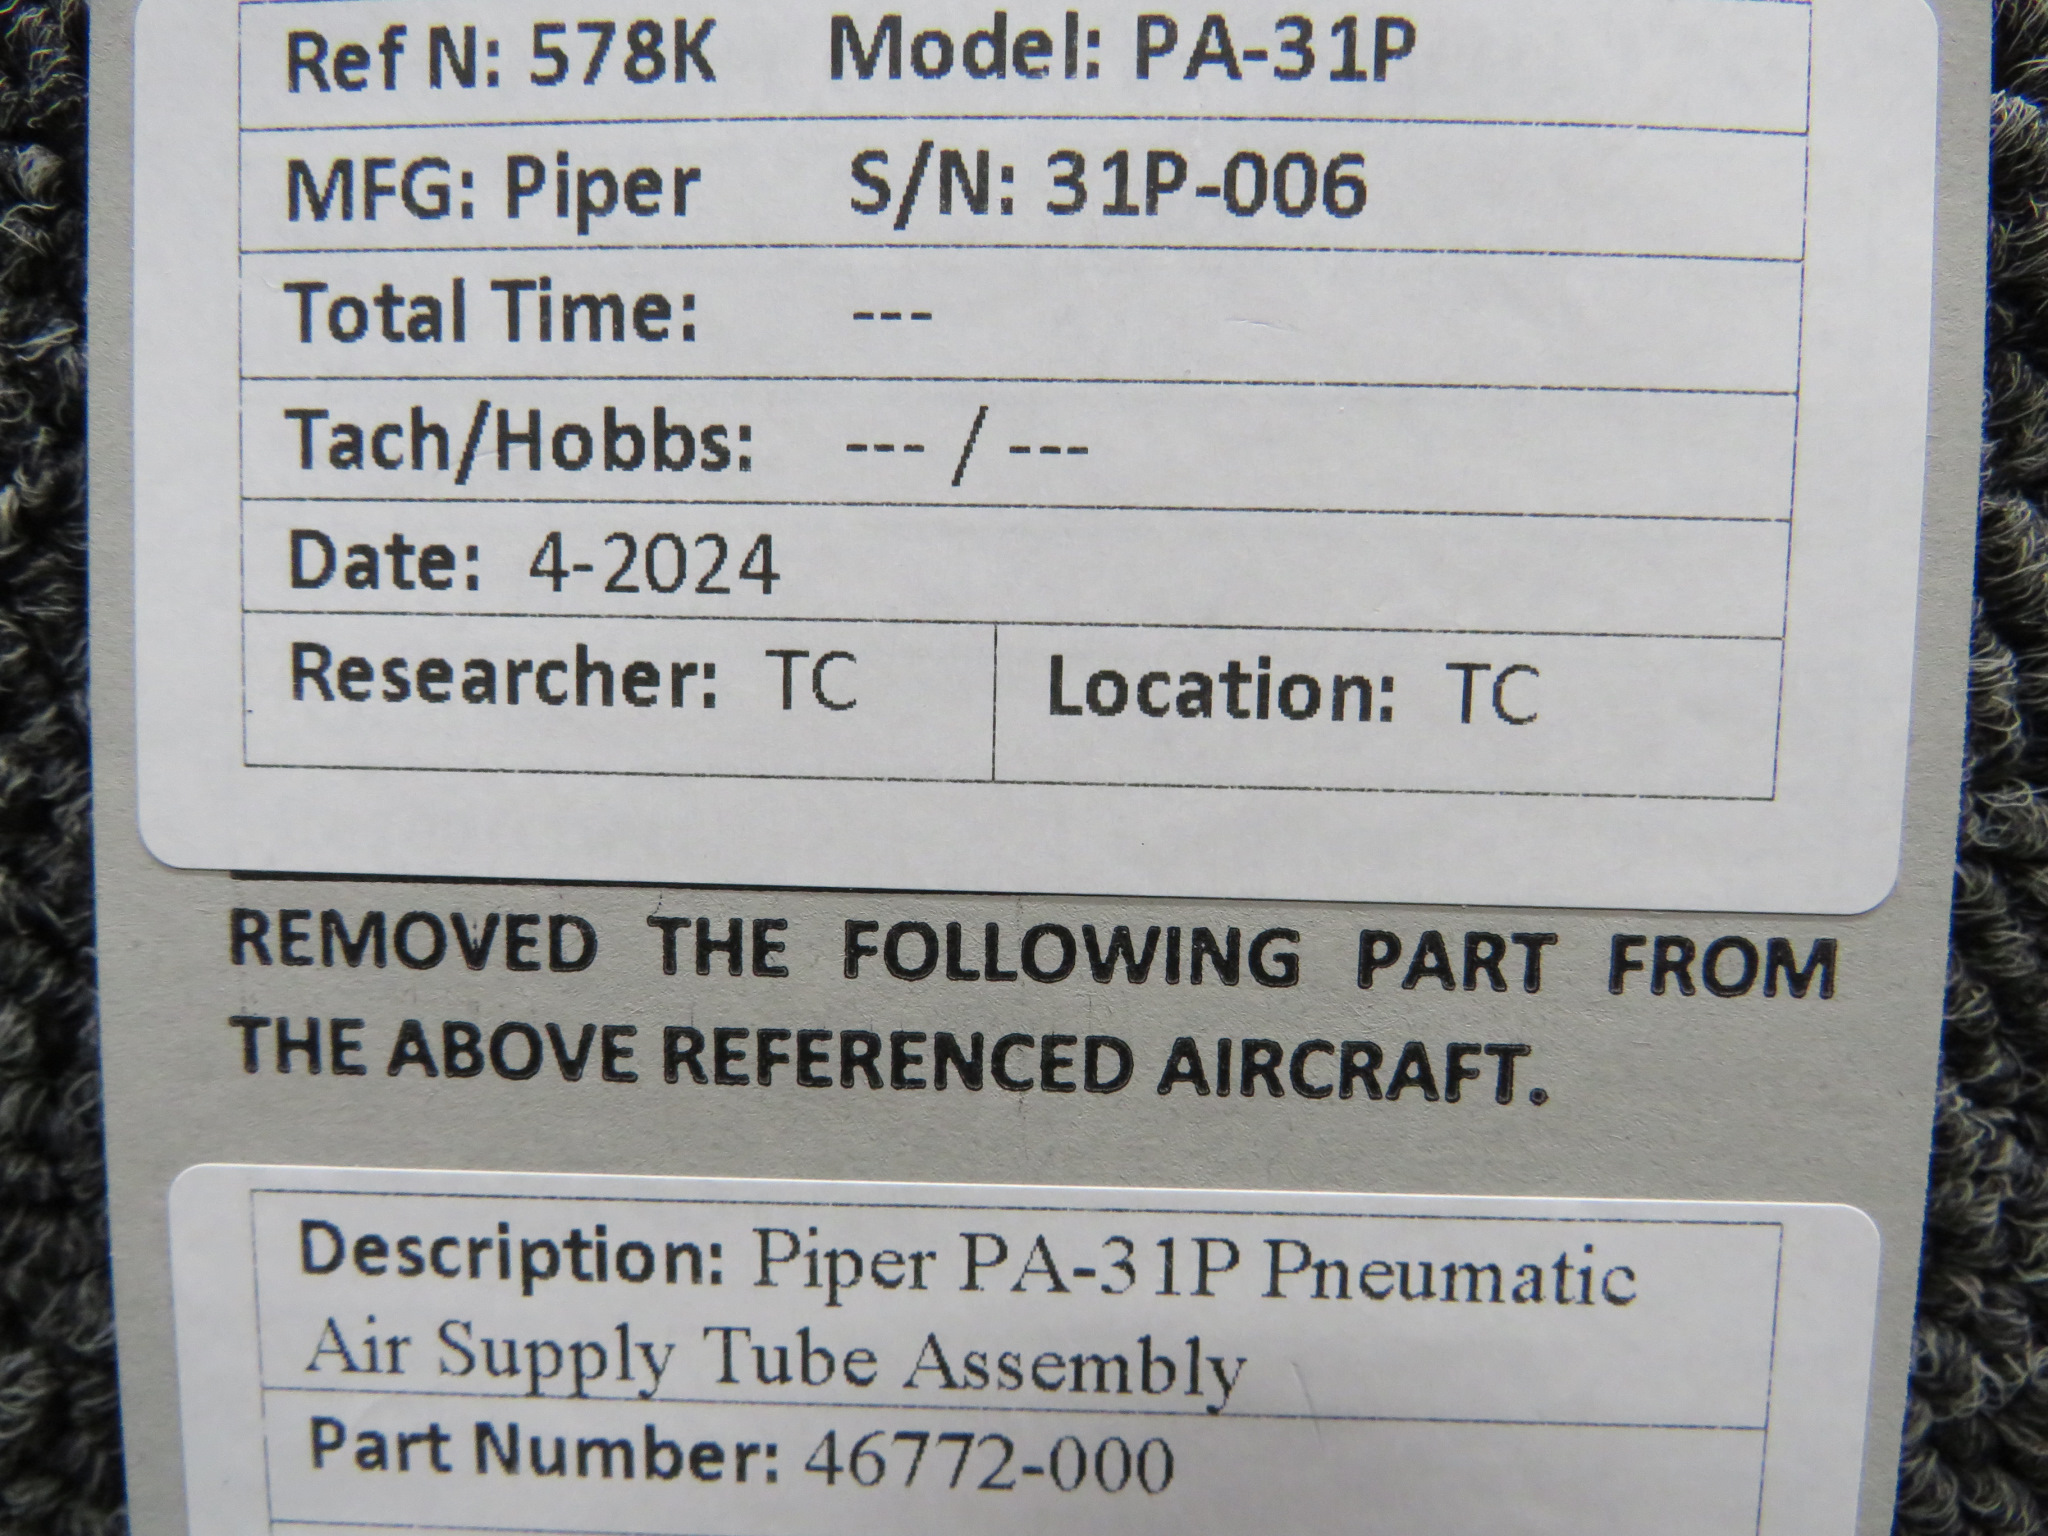 Ref N: 578K Model: PA-31P
MFG: Piper S/N: 31P-006
Total Time: ---
Tach/Hobbs: --- / ---
Date: 4-2024
Researcher: TC Location: TC
REMOVED THE FOLLOWING PART FROM
THE ABOVE REFERENCED AIRCRAFT.
Description: Piper PA-31P Pneumatic
Air Supply Tube Assembly
Part Number: 46772-000